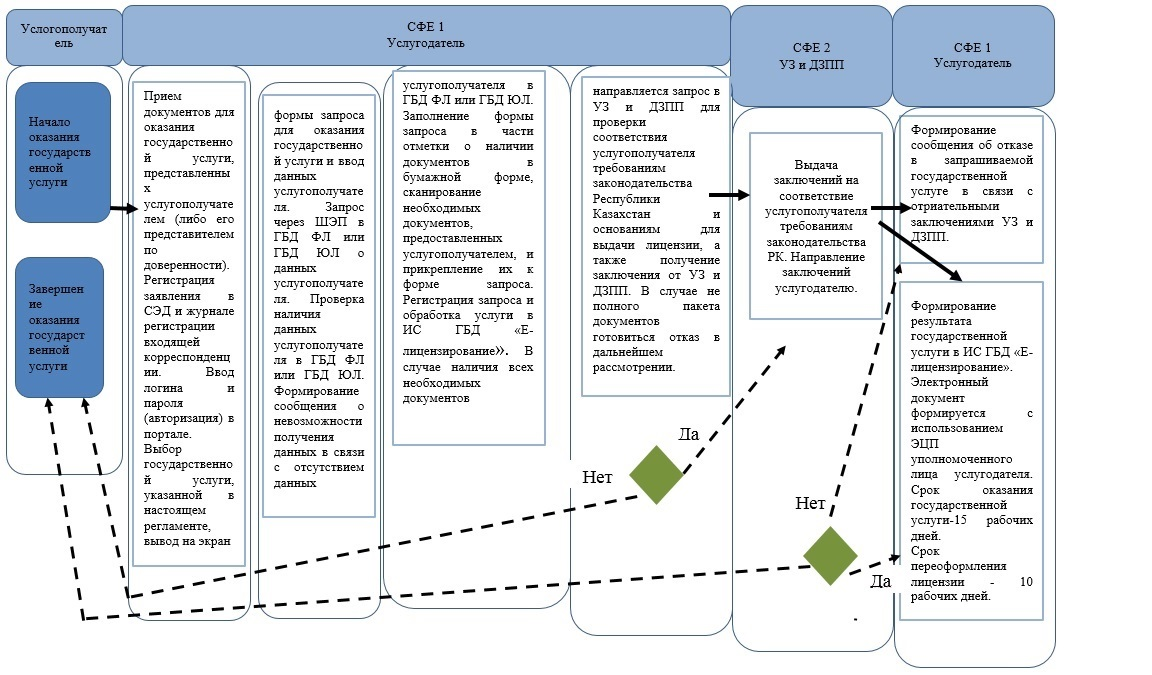 Услогополучат
ель
СФЕ 1
Услугодатель
СФЕ 2
УЗ и ДЗПП
СФЕ 1
Услугодатель
Начало
оказания
государств
енной
услуги
Завершен
ие
оказания
государст
венной
услуги
Прием
документов для
оказания
государственно
й услуги,
представленны
х
услугополучате
лем (либо его
представителем
по
доверенности).
Регистрация
заявления в
СЭД и журнале
регистрации
входящей
корреспонденц
ии. Ввод
логина и
пароля
(авторизация) в
портале.
Выбор
государственно
й услуги,
указанной в
настоящем
регламенте,
вывод на экран
формы запроса
для оказания
государственно
й услуги и ввод
данных
услугополучате
ля. Запрос
через ШЭП в
ГБД ФЛ или
ГБД ЮЛ о
данных
услугополучате
ля. Проверка
наличия
данных
услугополучате
ля в ГБД ФЛ
или ГБД ЮЛ.
Формирование
сообщения о
невозможности
получения
данных в связи
с отсутствием
данных
услугополучателя в
ГБД ФЛ или ГБД ЮЛ.
Заполнение формы
запроса в части
отметки о наличии
документов в
бумажной форме,
сканирование
необходимых
документов,
предоставленных
услугополучателем, и
прикрепление их к
форме запроса.
Регистрация запроса и
обработка услуги в
ИС ГБД «Е-
лицензирование». В
случае наличия всех
необходимых
документов
направляется запрос в
УЗ и ДЗПП для
проверки
соответствия
услугополучателя
требованиям
законодательства
Республики
Казахстан и
основаниям для
выдачи лицензии, а
также получение
заключения от УЗ и
ДЗПП. В случае не
полного пакета
документов
готовиться отказ в
дальнейшем
рассмотрении.
Выдача
заключений на
соответствие
услугополучателя
требованиям
законодательства
РК. Направление
заключений
услугодателю.
Формирование
сообщения об отказе
в запрашиваемой
государственной
услуге в связи с
отриательными
заключениями УЗ и
ДЗПП.
Формирование
результата
государственной
услуги в ИС ГБД «Е-
лицензирование».
Электронный
документ
формируется с
использованием
ЭЦП
уполномоченного
лица услугодателя.
Срок оказания
государственной
услуги-15 рабочих
дней.
Срок
переоформления
лицензии - 10
рабочих дней.
Да
Нет
Нет
Да